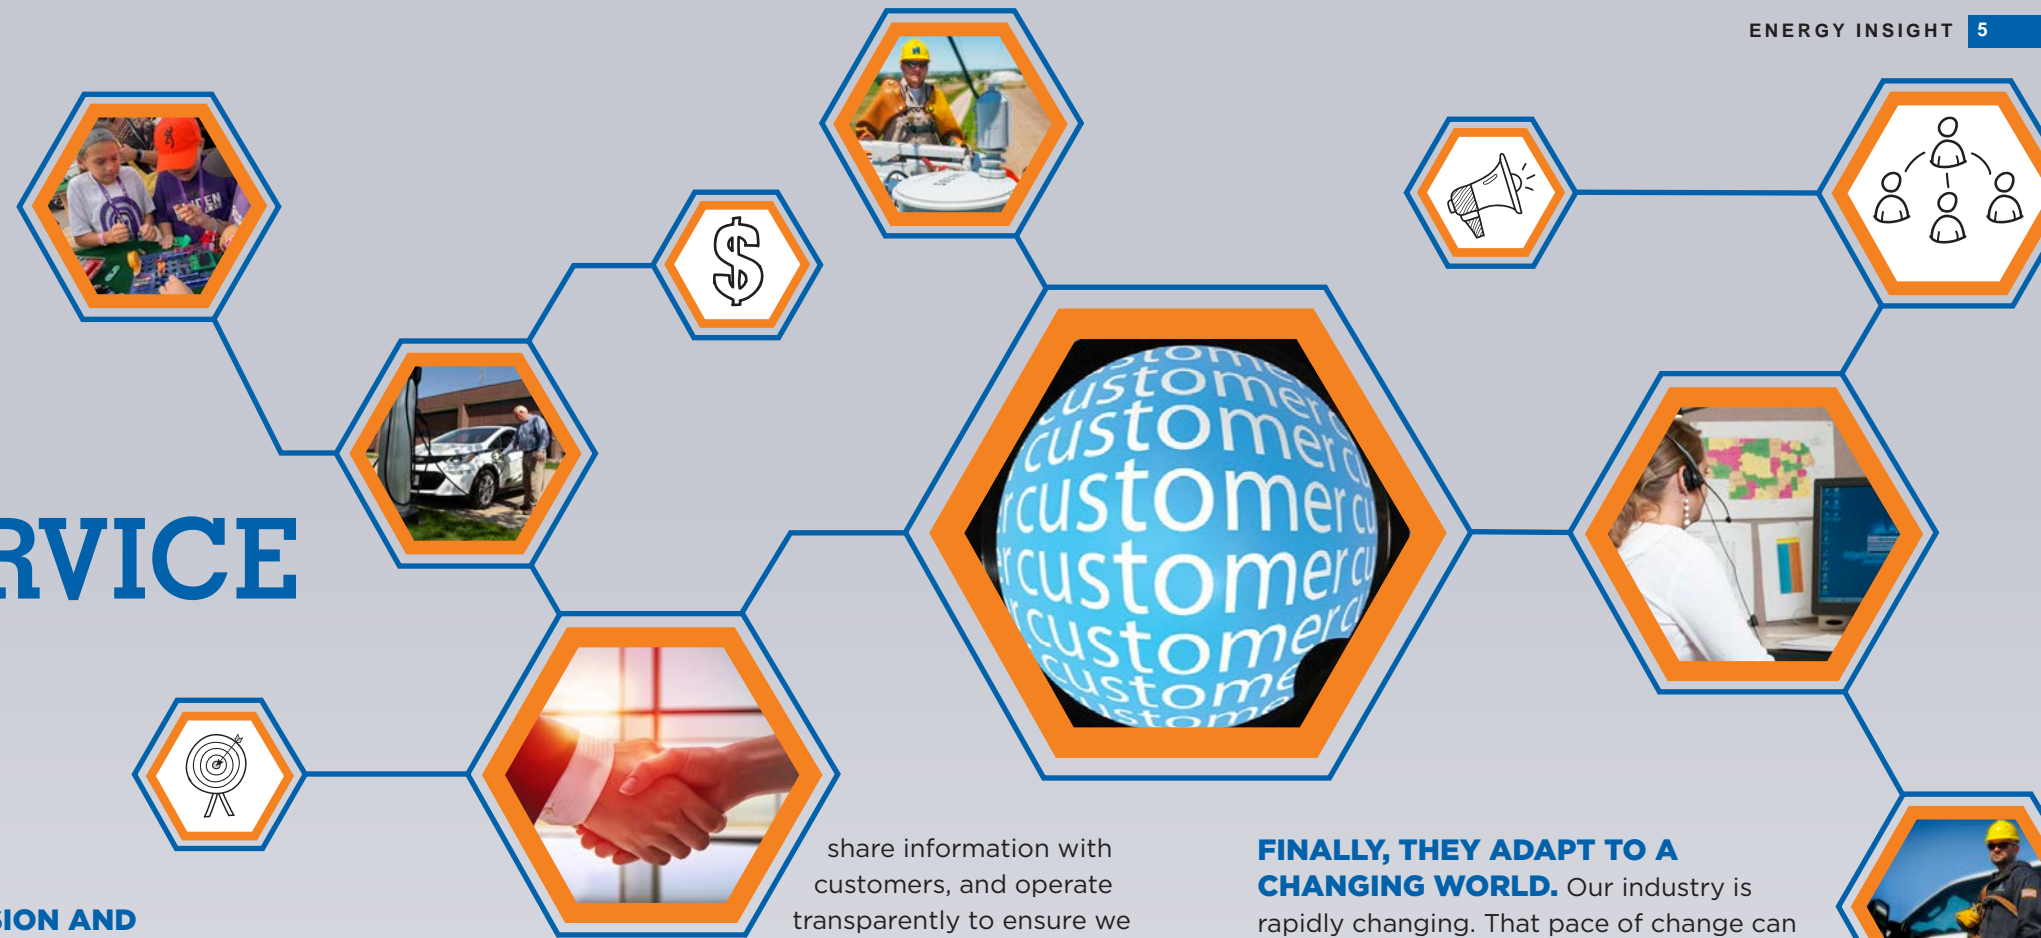 ENERGY INSIGHT 5
RVICE
$
customer
customer
customer
customer
customer
SION AND
share information with
customers, and operate
transparently to ensure we
FINALLY, THEY ADAPT TO A
CHANGING WORLD. Our industry is
rapidly changing. That pace of change can